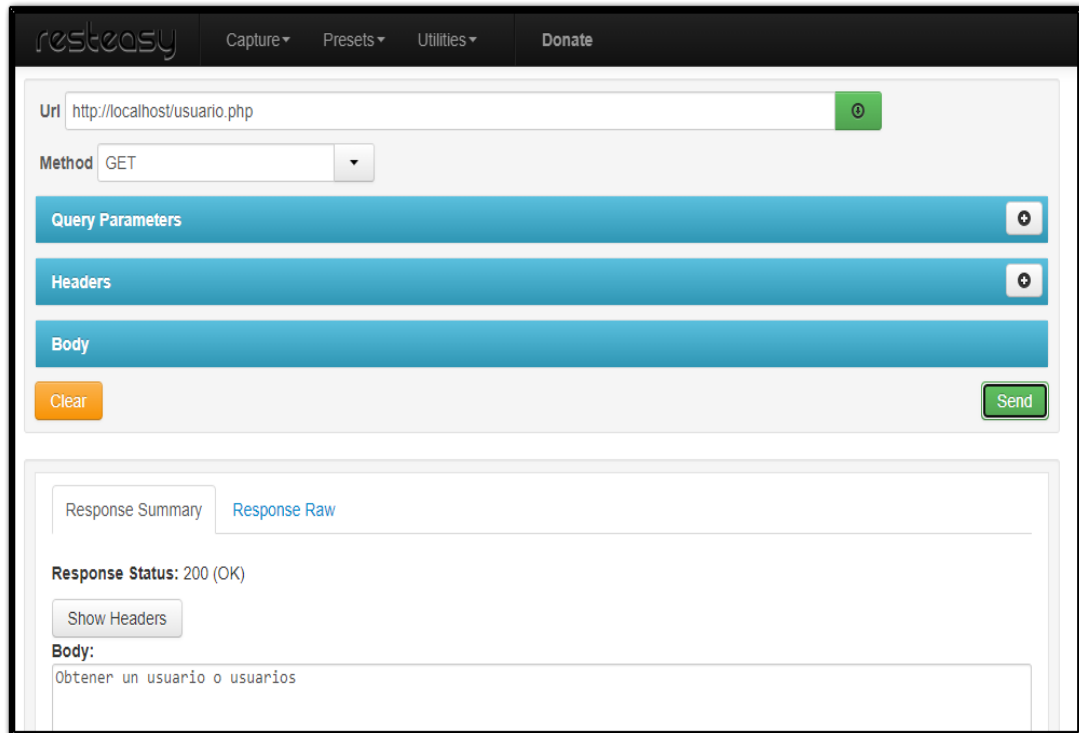 resteasy Capture Presets Utilities Donate
Url http://localhost/usuario.php
Method GET
Query Parameters
Headers
Body
Clear Send
Response Summary Response Raw
Response Status: 200 (OK)
Show Headers
Body:
Obtener un usuario o usuarios